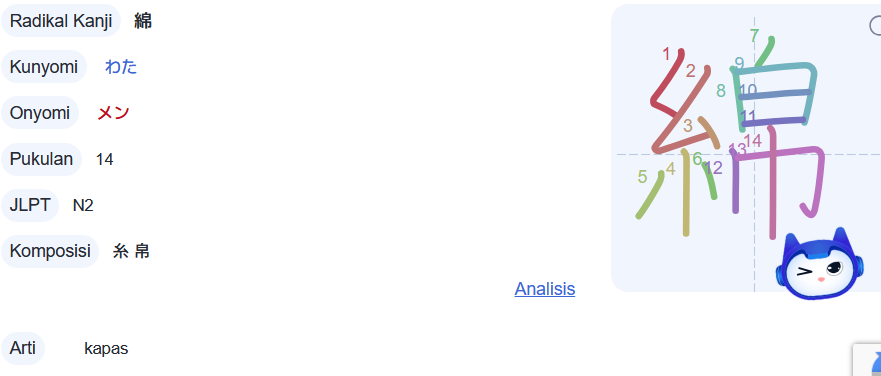 Radikal Kanji 綿
Kunyomi わた
Onyomi メン
Pukulan 14
JLPT N2
Komposisi 糸 帛
Analisis
Arti kapas
1
2
3
4
5
6
7
8
9
10
11
12
13
14